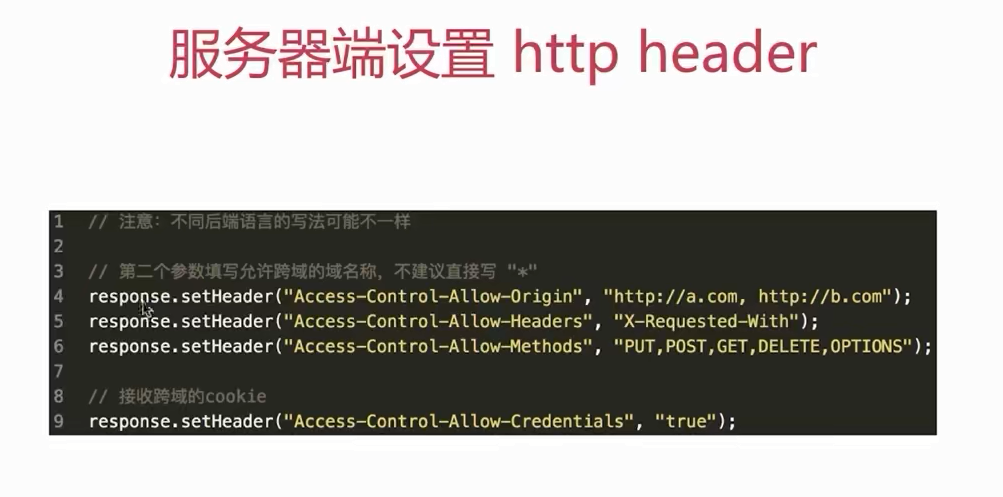 服务器端设置 http header
1 // 注意：不同后端语言的写法可能不一样
2
3 // 第二个参数填写允许跨域的域名称，不建议直接写 "*"
4 response.setHeader("Access-Control-Allow-Origin", "http://a.com, http://b.com");
5 response.setHeader("Access-Control-Allow-Headers", "X-Requested-With");
6 response.setHeader("Access-Control-Allow-Methods", "PUT,POST,GET,DELETE,OPTIONS");
7
8 // 接收跨域的cookie
9 response.setHeader("Access-Control-Allow-Credentials", "true");